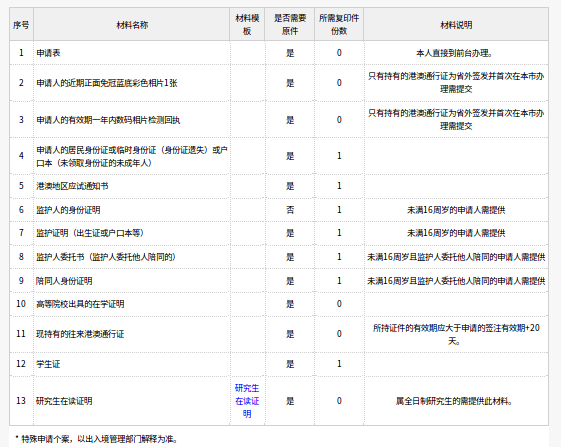 序号 材料名称 材料模板 是否需要原件 所需复印件份数 材料说明
1 申请表 是 0 本人直接到前台办理。
2 申请人的近期正面免冠蓝底彩色相片1张 是 0 只有持有的港澳通行证为省外签发并首次在本市办理需提交
3 申请人的有效期一年内数码相片检测回执 是 0 只有持有的港澳通行证为省外签发并首次在本市办理需提交
4 申请人的居民身份证或临时身份证（身份证遗失）或户口本（未领取身份证的未成年人） 是 1
5 港澳地区应试通知书 是 1
6 监护人的身份证明 否 1 未满16周岁的申请人需提供
7 监护证明（出生证或户口本等） 是 1 未满16周岁的申请人需提供
8 监护人委托书（监护人委托他人陪同的） 是 1 未满16周岁且监护人委托他人陪同的申请人需提供
9 陪同人身份证明 是 1 未满16周岁且监护人委托他人陪同的申请人需提供
10 高等院校出具的在学证明 是 0
11 现持有的往来港澳通行证 是 0 所持证件的有效期应大于申请的签注有效期+20天。
12 学生证 是 1
13 研究生在读证明 研究生在读证明 是 0 属全日制研究生的需提供此材料。
* 特殊申请个案，以出入境管理部门解释为准。